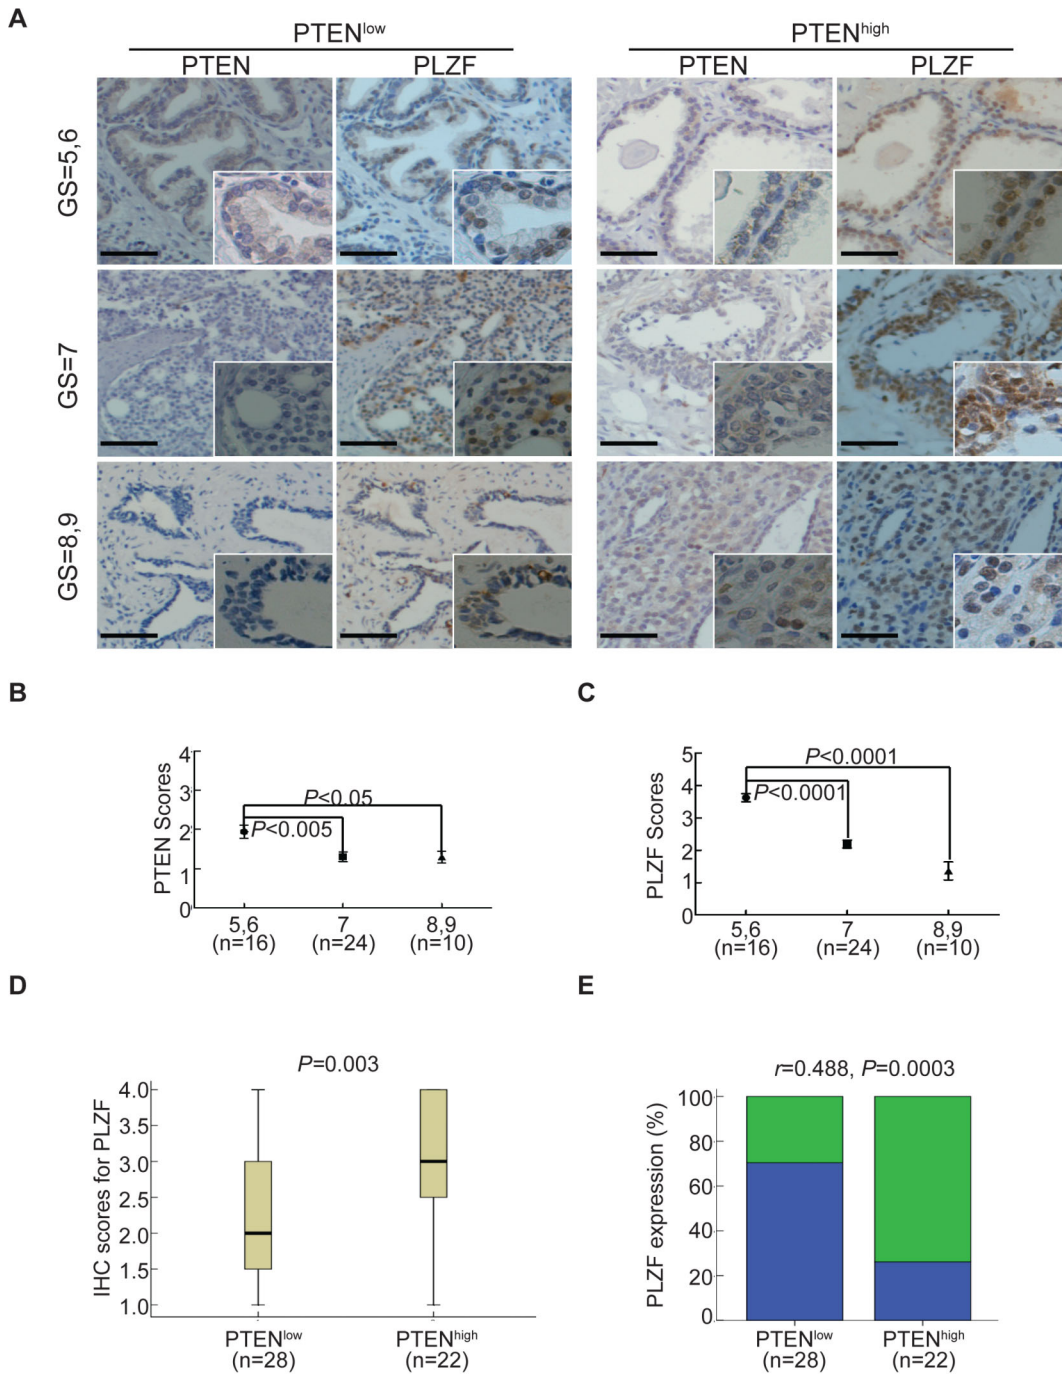 A
PTENlow PTENhigh
PTEN PLZF PTEN PLZF
GS=5,6
GS=7
GS=8,9
B
PTEN Scores
4
3
2
1
0
P<0.05
P<0.005
5,6 7 8,9
(n=16) (n=24) (n=10)
C
PLZF Scores
5
4
3
2
1
0
P<0.0001
P<0.0001
5,6 7 8,9
(n=16) (n=24) (n=10)
D
P=0.003
IHC scores for PLZF
4.0
3.5
3.0
2.5
2.0
1.5
1.0
PTENlow PTENhigh
(n=28) (n=22)
E
r=0.488, P=0.0003
PLZF expression (%)
100
80
60
40
20
0
PTENlow PTENhigh
(n=28) (n=22)